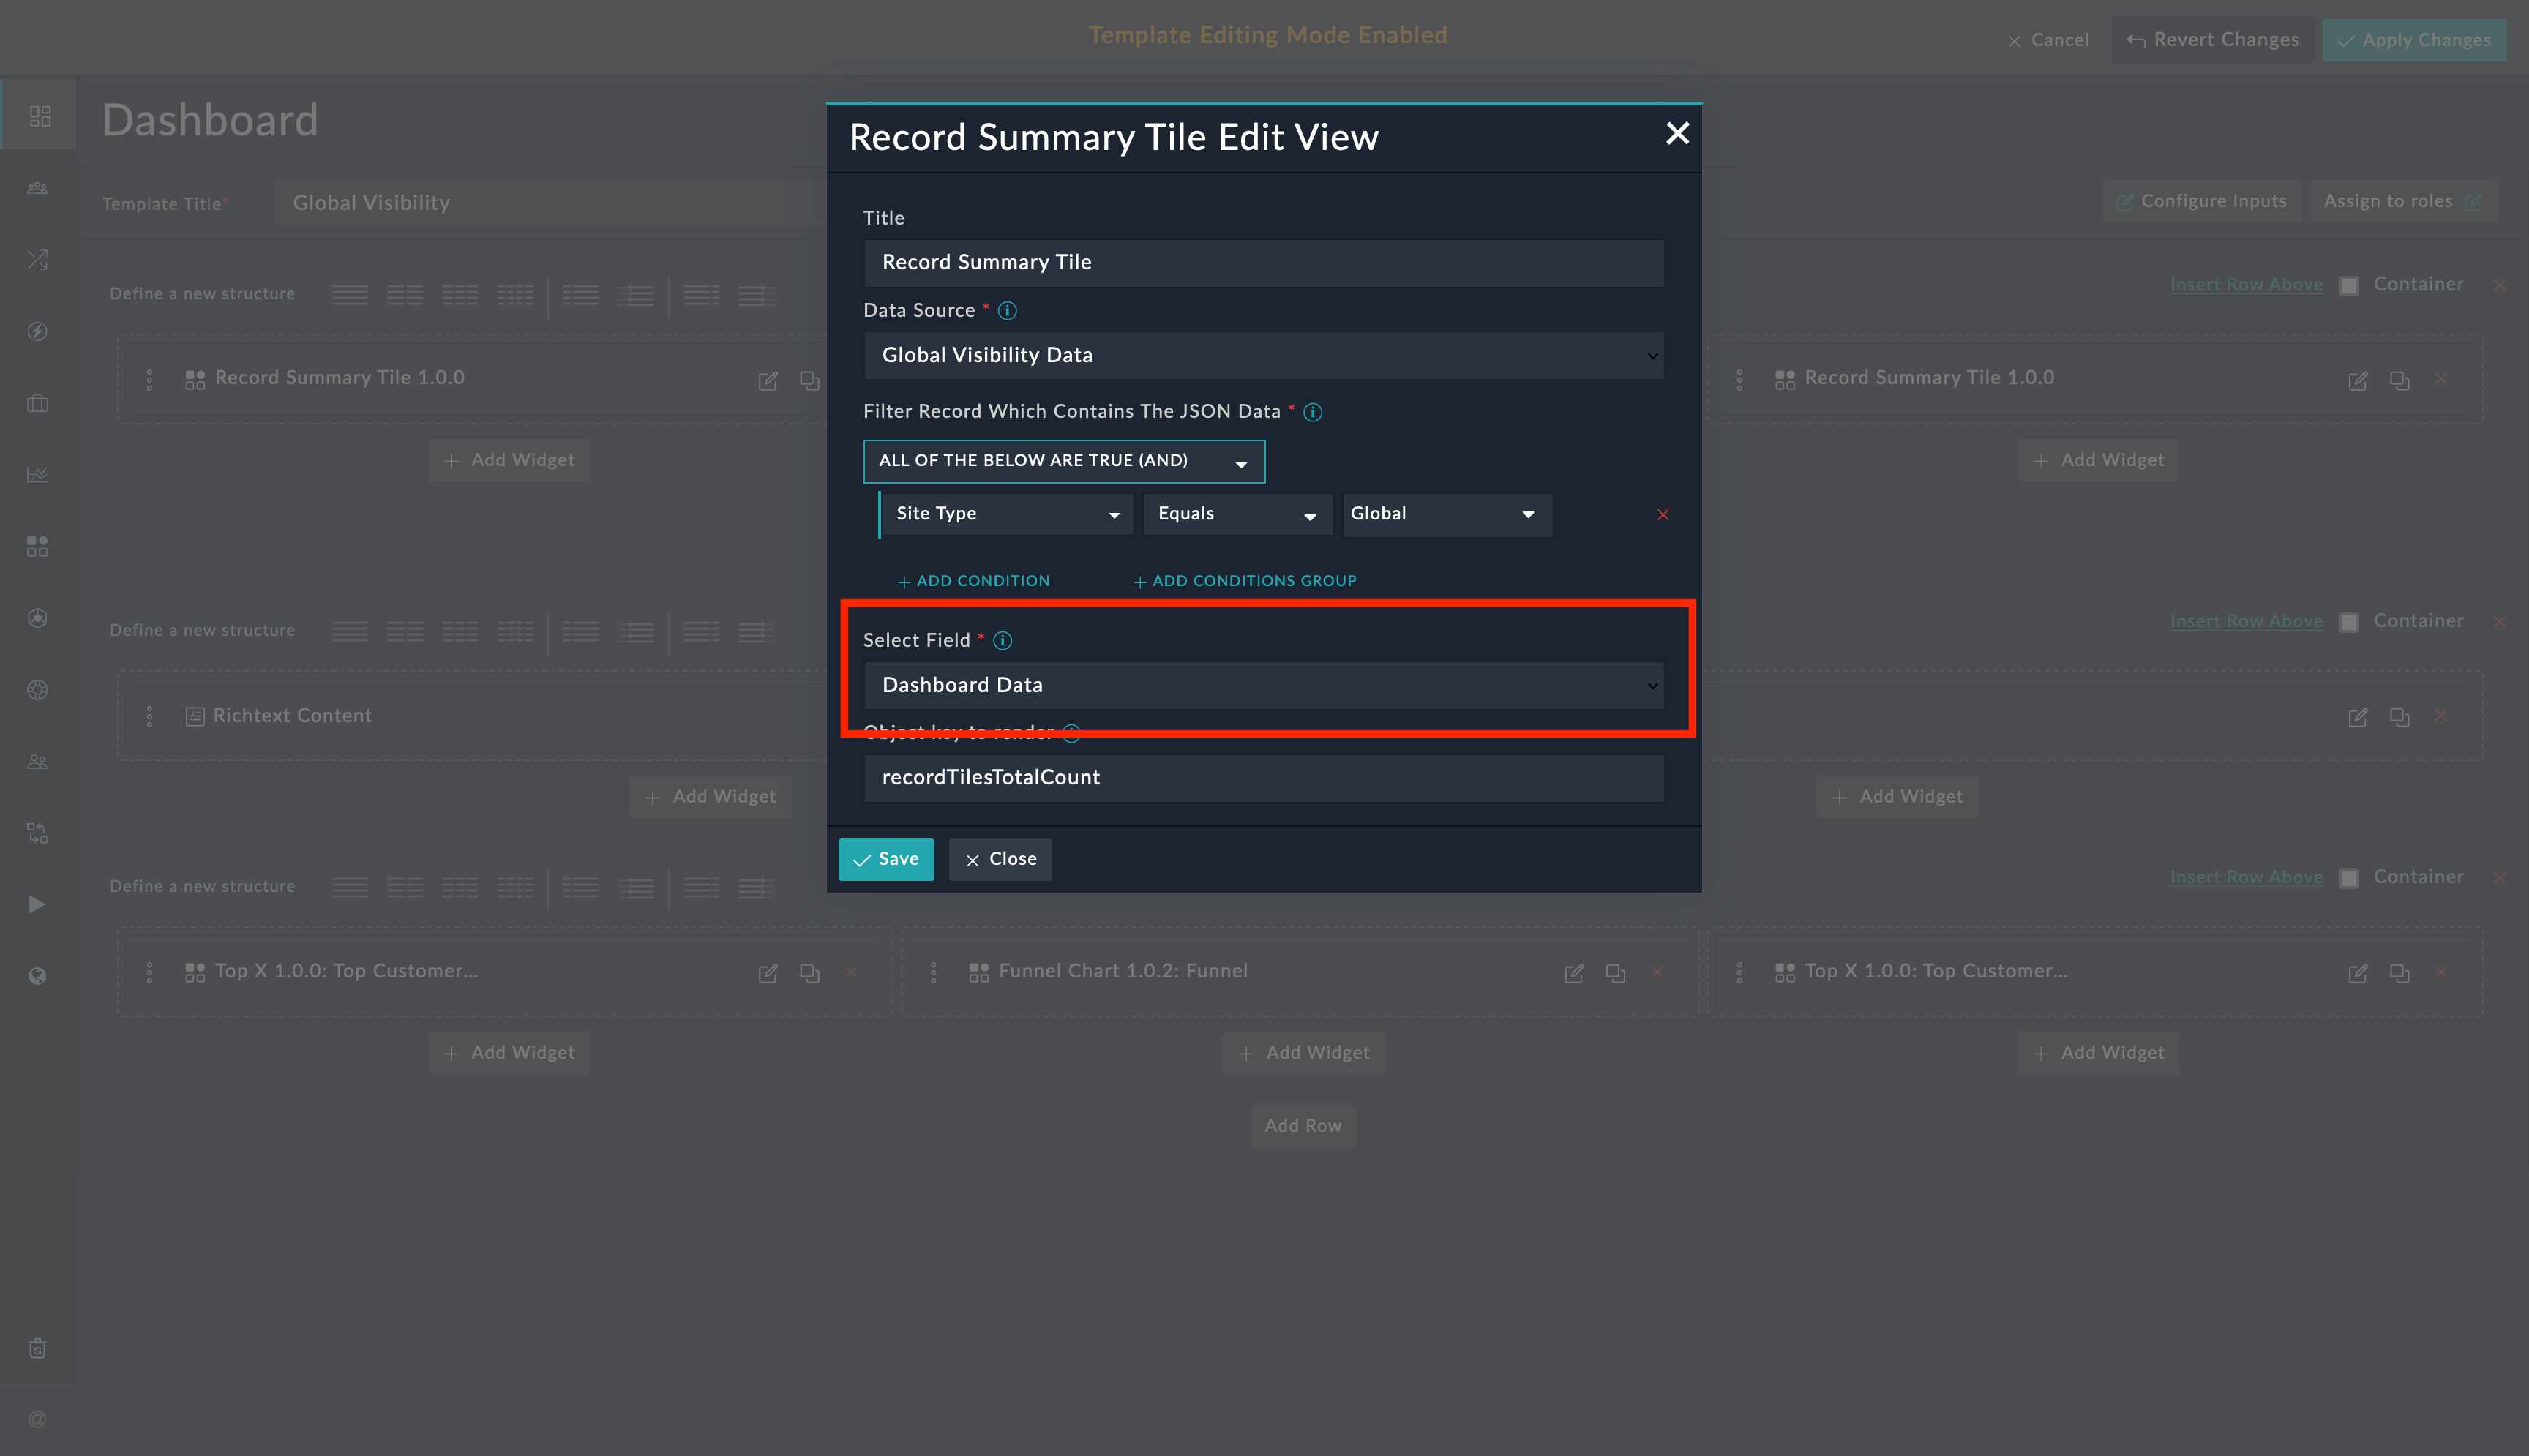 Template Editing Mode Enabled
Cancel
Revert Changes
Apply Changes
Dashboard
Template Title*
Global Visibility
Configure Inputs
Assign to roles
Define a new structure
Insert Row Above
Container
Record Summary Tile 1.0.0
Record Summary Tile 1.0.0
Add Widget
Add Widget
Define a new structure
Insert Row Above
Container
Richtext Content
Add Widget
Add Widget
Define a new structure
Insert Row Above
Container
Top X 1.0.0: Top Customer...
Funnel Chart 1.0.2: Funnel
Top X 1.0.0: Top Customer...
Add Widget
Add Widget
Add Widget
Add Row
@
Record Summary Tile Edit View
Title
Record Summary Tile
Data Source *
Global Visibility Data
Filter Record Which Contains The JSON Data *
ALL OF THE BELOW ARE TRUE (AND)
Site Type
Equals
Global
ADD CONDITION
ADD CONDITIONS GROUP
Select Field *
Dashboard Data
Object key to render
recordTilesTotalCount
Save
Close